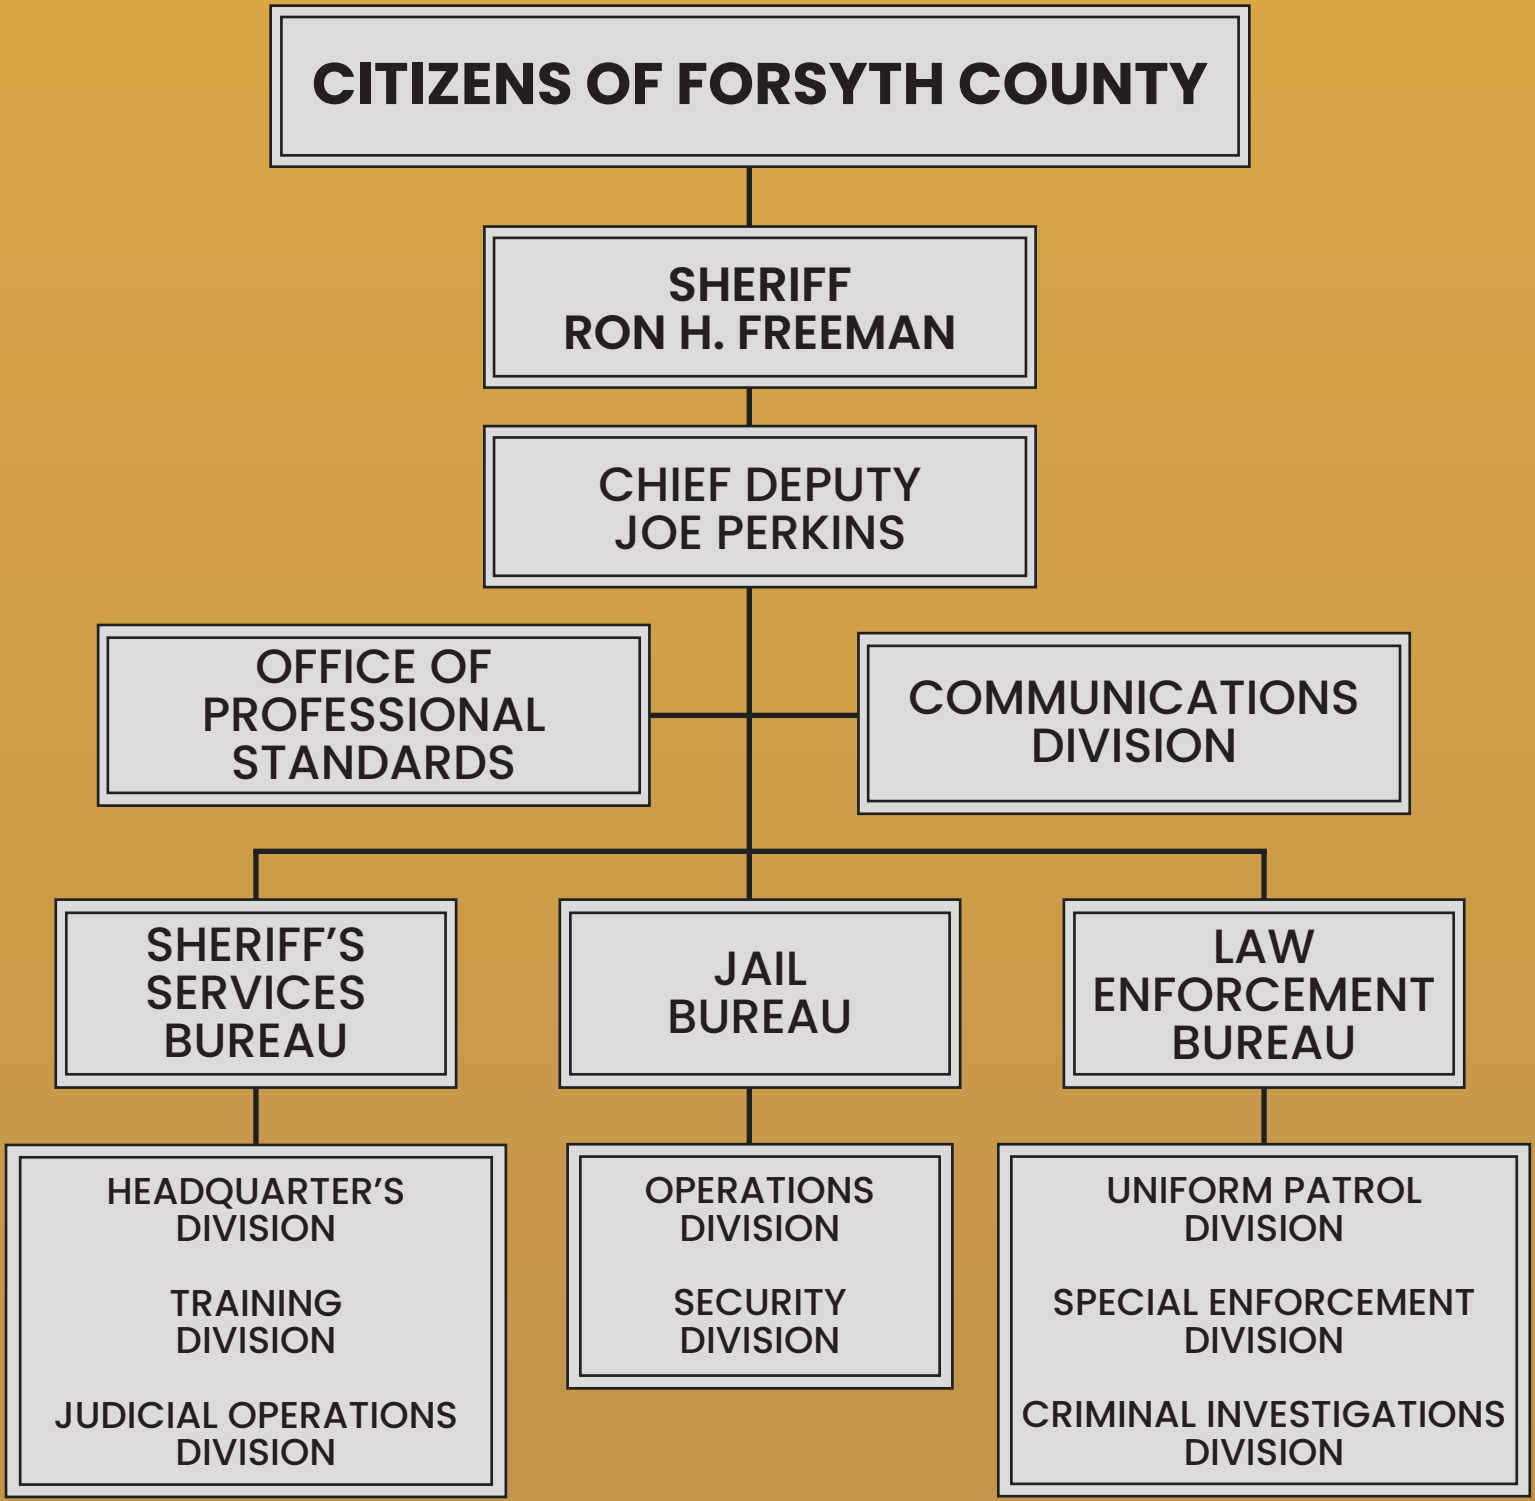 CITIZENS OF FORSYTH COUNTY
SHERIFF
RON H. FREEMAN
CHIEF DEPUTY
JOE PERKINS
OFFICE OF
PROFESSIONAL
STANDARDS
COMMUNICATIONS
DIVISION
SHERIFF’S
SERVICES
BUREAU
JAIL
BUREAU
LAW
ENFORCEMENT
BUREAU
HEADQUARTER’S
DIVISION
TRAINING
DIVISION
JUDICIAL OPERATIONS
DIVISION
OPERATIONS
DIVISION
SECURITY
DIVISION
UNIFORM PATROL
DIVISION
SPECIAL ENFORCEMENT
DIVISION
CRIMINAL INVESTIGATIONS
DIVISION